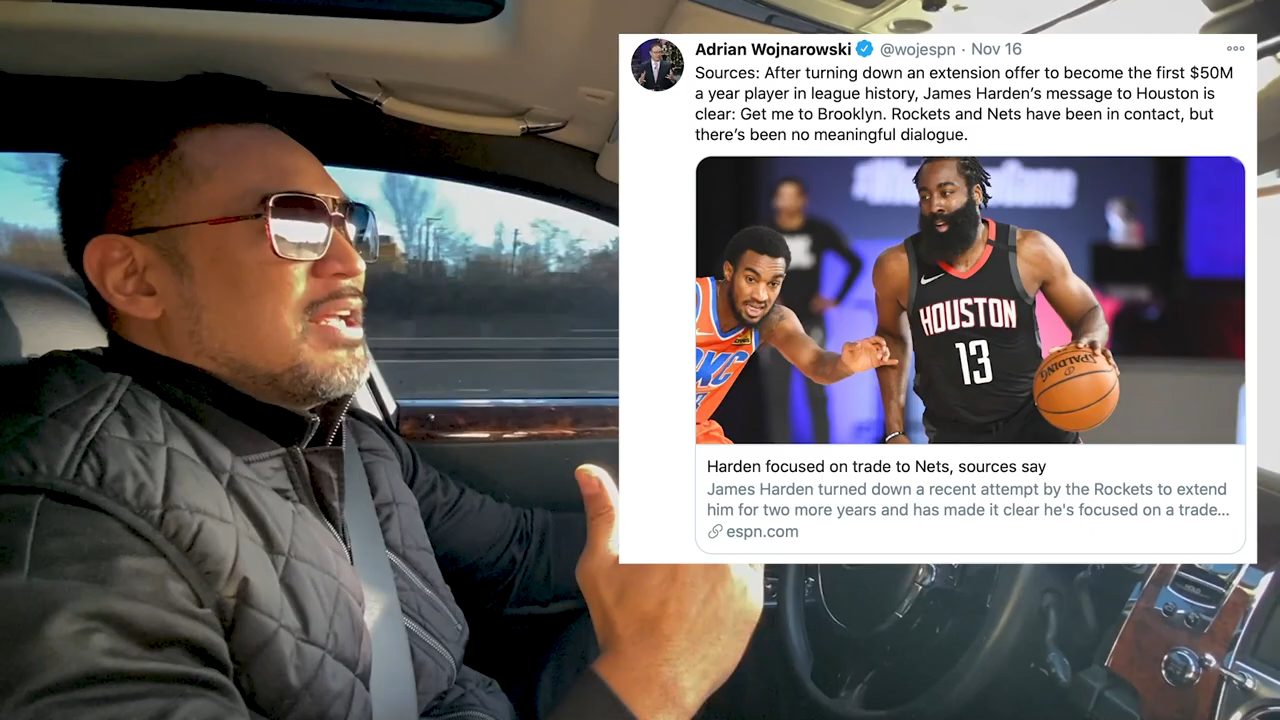 Adrian Wojnarowski @wojespn · Nov 16
Sources: After turning down an extension offer to become the first $50M
a year player in league history, James Harden’s message to Houston is
clear: Get me to Brooklyn. Rockets and Nets have been in contact, but
there’s been no meaningful dialogue.
HOUSTON
13
SPALDING
Harden focused on trade to Nets, sources say
James Harden turned down a recent attempt by the Rockets to extend
him for two more years and has made it clear he's focused on a trade...
espn.com